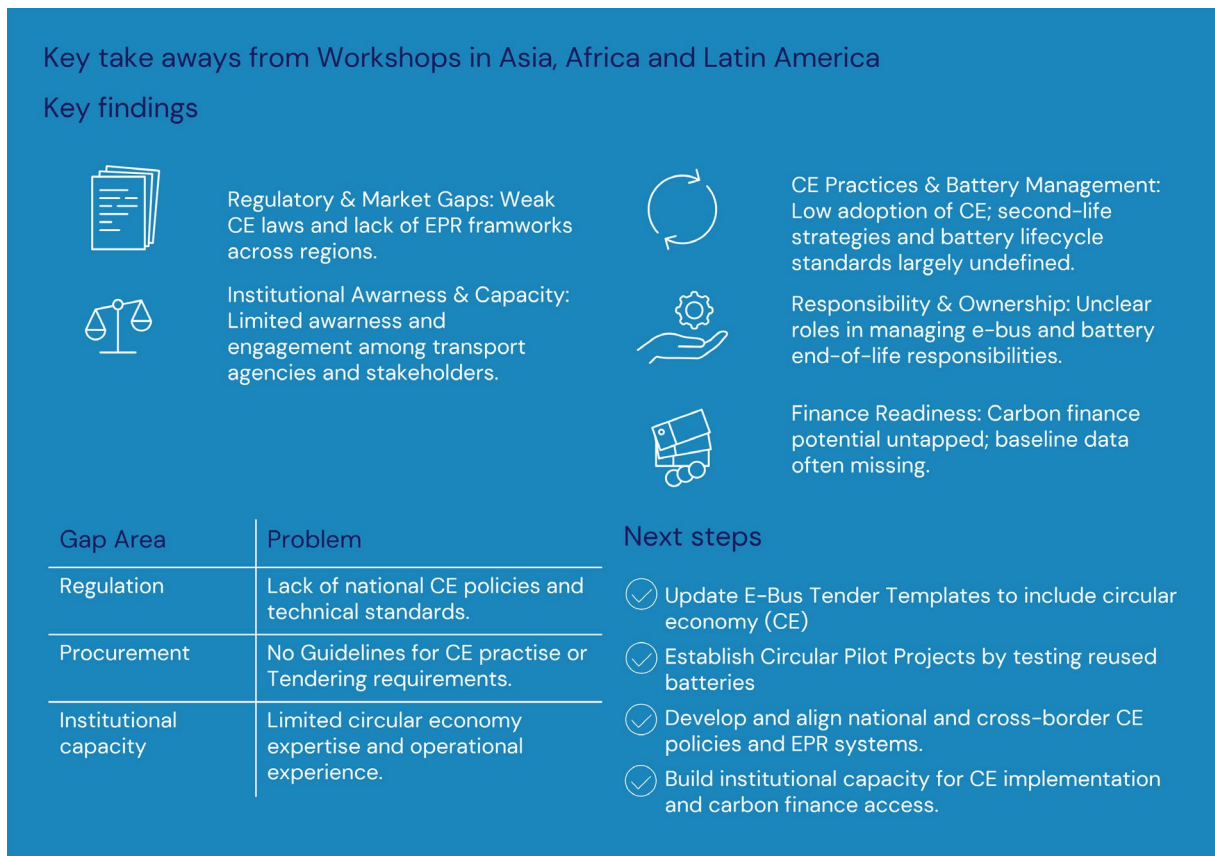 Key take aways from Workshops in Asia, Africa and Latin America
Key findings
Regulatory & Market Gaps: Weak
CE laws and lack of EPR framworks
across regions.
Institutional Awarness & Capacity:
Limited awarness and
engagement among transport
agencies and stakeholders.
CE Practices & Battery Management:
Low adoption of CE; second-life
strategies and battery lifecycle
standards largely undefined.
Responsibility & Ownership: Unclear
roles in managing e-bus and battery
end-of-life responsibilities.
Finance Readiness: Carbon finance
potential untapped; baseline data
often missing.
Gap Area
Problem
Regulation
Lack of national CE policies and
technical standards.
Procurement
No Guidelines for CE practise or
Tendering requirements.
Institutional
capacity
Limited circular economy
expertise and operational
experience.
Next steps
Update E-Bus Tender Templates to include circular
economy (CE)
Establish Circular Pilot Projects by testing reused
batteries
Develop and align national and cross-border CE
policies and EPR systems.
Build institutional capacity for CE implementation
and carbon finance access.